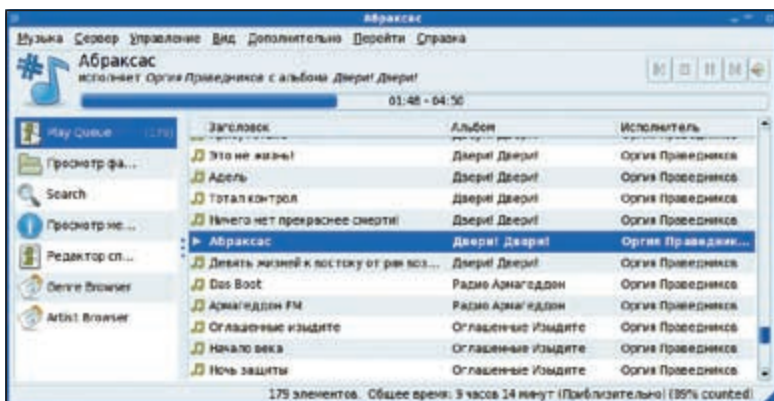 Абраксас
Музыка Сервер Управление Вид Дополнительно Перейти Справка
Абраксас
исполняет Оргия Праведников с альбома Двери! Двери!
01:48 - 04:50
Play Queue (179)
Просмотр фа...
Search
Просмотр ме...
Редактор сп...
Genre Browser
Artist Browser
Заголовок Альбом Исполнитель
Это не жизнь! Двери! Двери! Оргия Праведников
Адель Двери! Двери! Оргия Праведников
Тотал контрол Двери! Двери! Оргия Праведников
Ничего нет прекраснее смерти! Двери! Двери! Оргия Праведников
Абраксас Двери! Двери! Оргия Праведник...
Девять жизней к востоку от рая воз... Двери! Двери! Оргия Праведников
Das Boot Радио Армагеддон Оргия Праведников
Армагеддон FM Радио Армагеддон Оргия Праведников
Оглашенные изыдите Оглашенные Изыдите Оргия Праведников
Начало века Оглашенные Изыдите Оргия Праведников
Ночь защиты Оглашенные Изыдите Оргия Праведников
179 элементов. Общее время: 9 часов 14 минут (Приблизительно) (89% counted)